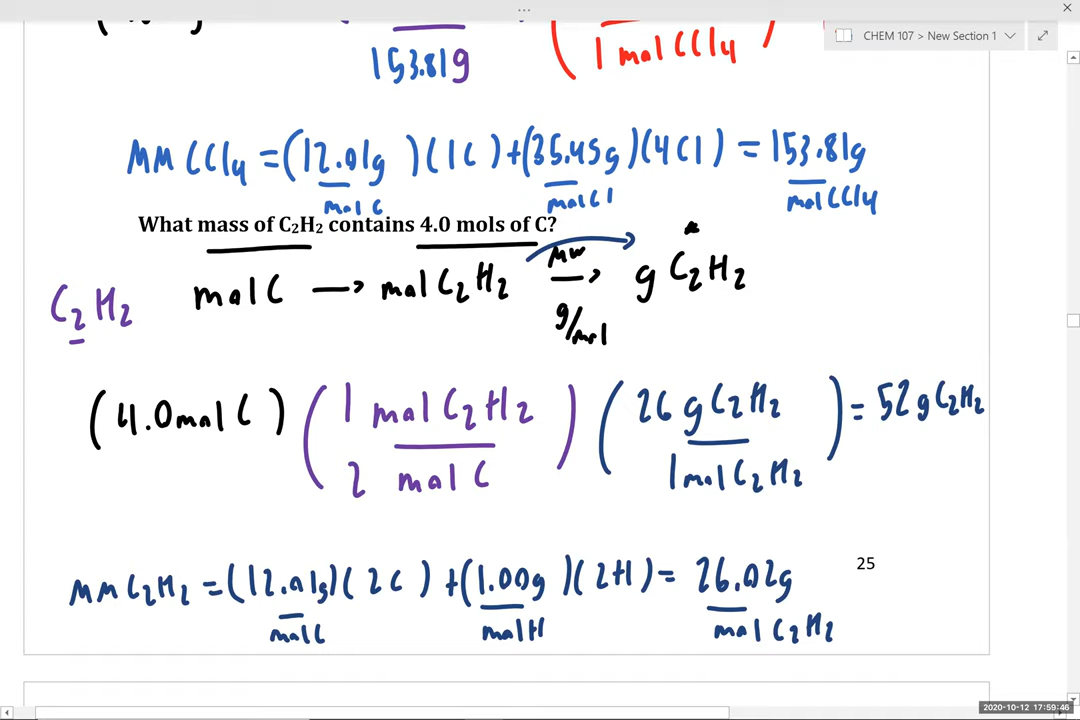 CHEM 107 > New Section 1
153.81g
1 mol CCl4
MM CCl4 = (12.01g)(1C) + (35.45g)(4Cl) = 153.81g
mol C mol Cl mol CCl4
What mass of C₂H₂ contains 4.0 mols of C?
C2H2 mol C → mol C2H2 MW → g C2H2
g/mol
(4.0 mol C) (1 mol C2H2) (26 g C2H2) = 52 g C2H2
2 mol C 1 mol C2H2
25
MM C2H2 = (12.01g)(2C) + (1.00g)(2H) = 26.02g
mol C mol H mol C2H2
2020-10-12 17:59:46